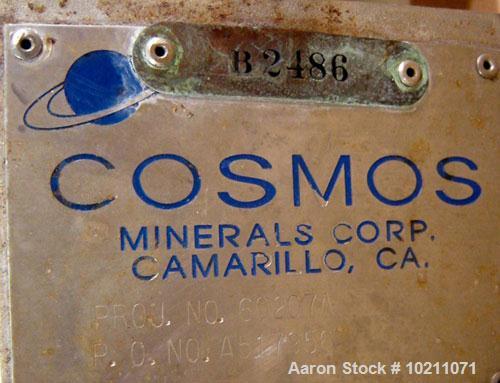 B2486
COSMOS
MINERALS CORP.
CAMARILLO, CA.
PROJ. NO.
P. O. NO.
Aaron Stock # 10211071